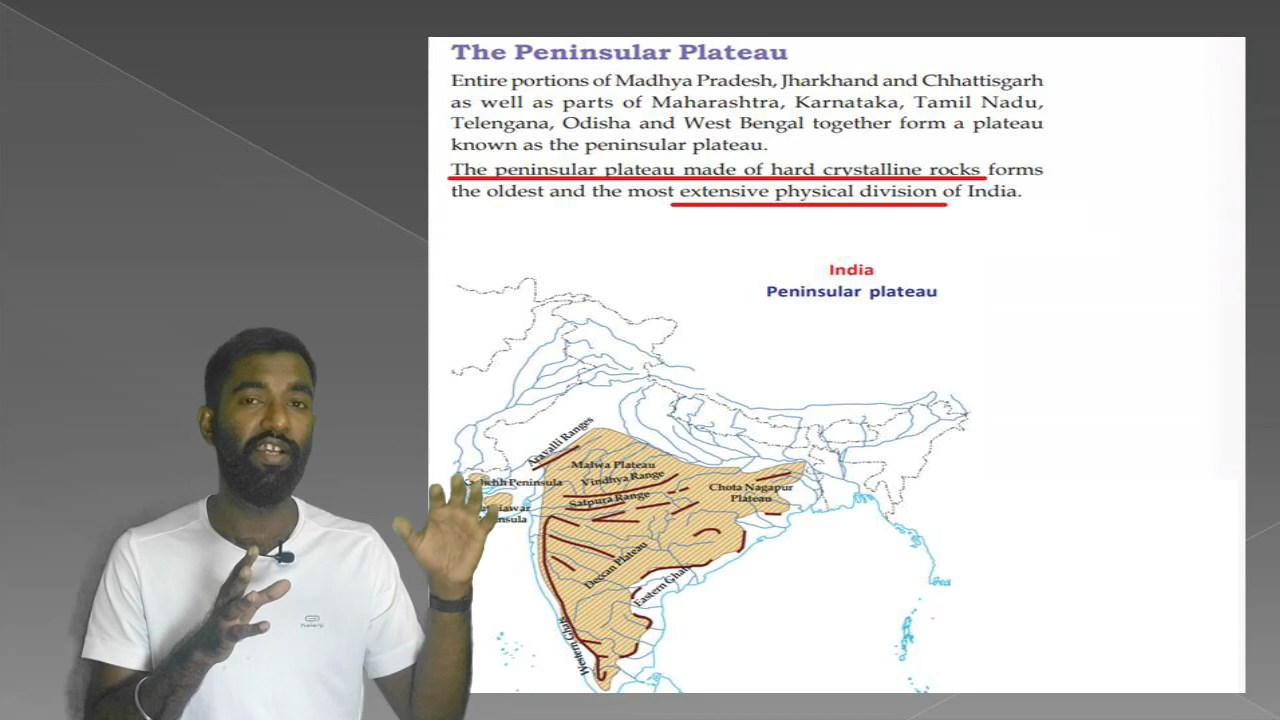 The Peninsular Plateau
Entire portions of Madhya Pradesh, Jharkhand and Chhattisgarh
as well as parts of Maharashtra, Karnataka, Tamil Nadu,
Telengana, Odisha and West Bengal together form a plateau
known as the peninsular plateau.
The peninsular plateau made of hard crystalline rocks forms
the oldest and the most extensive physical division of India.
India
Peninsular plateau
Aravalli Ranges
Malwa Plateau
Vindhya Range
Satpura Range
Chota Nagapur
Plateau
Peninsula
Deccan Plateau
Eastern Ghats
Western Ghats